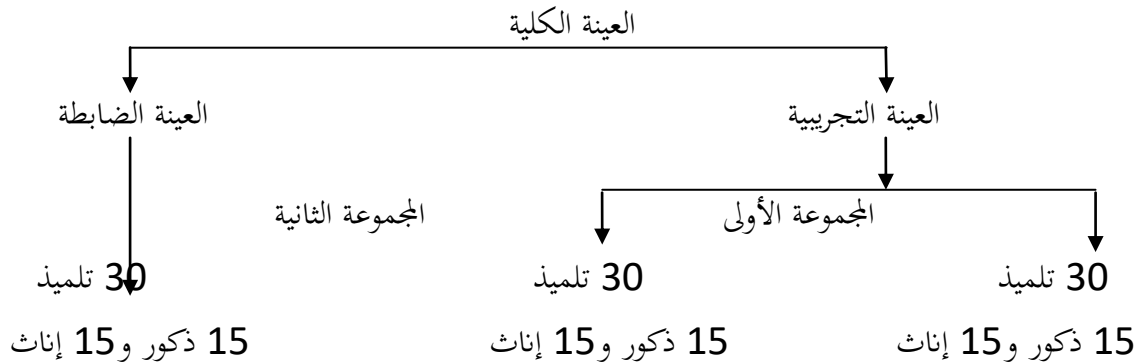 العينة الكلية
العينة التجريبية العينة الضابطة
المجموعة الأولى المجموعة الثانية
30 تلميذ 30 تلميذ 30 تلميذ
15 ذكور و15 إناث 15 ذكور و15 إناث 15 ذكور و15 إناث